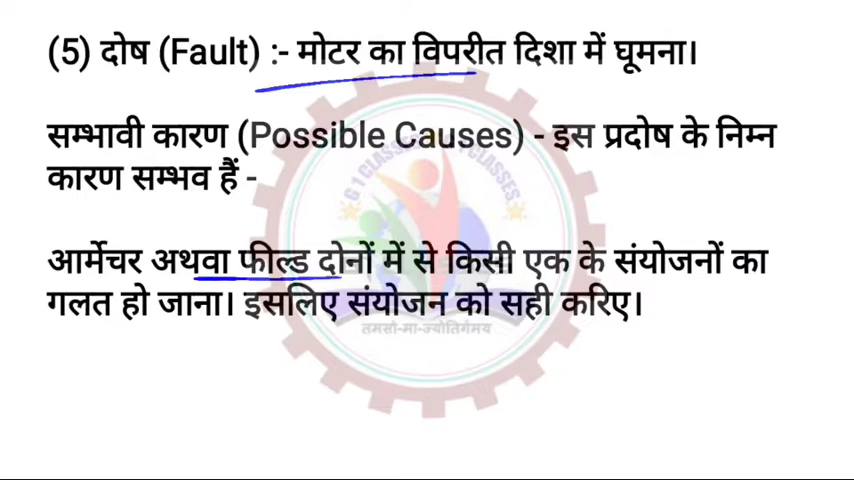 (5) दोष (Fault) :- मोटर का विपरीत दिशा में घूमना।
सम्भावी कारण (Possible Causes) - इस प्रदोष के निम्न
कारण सम्भव हैं -
आर्मेचर अथवा फील्ड दोनों में से किसी एक के संयोजनों का
गलत हो जाना। इसलिए संयोजन को सही करिए।
तमसो-मा-ज्योतिर्गमय